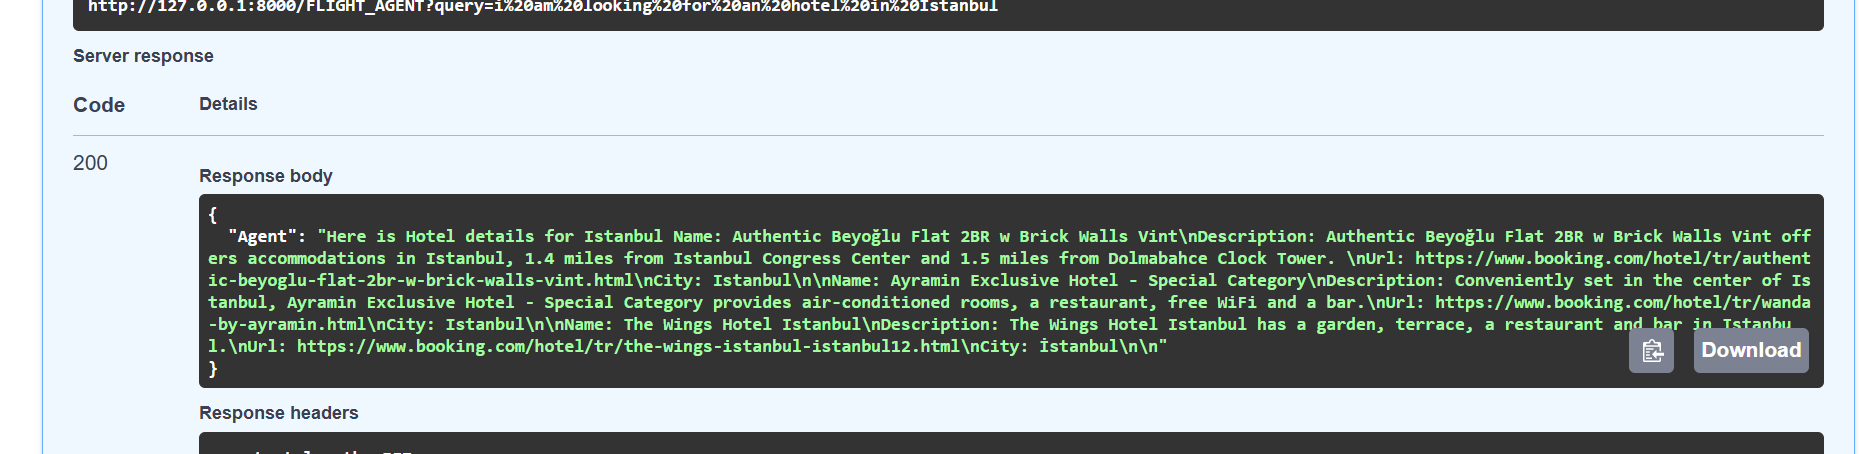 http://127.0.0.1:8000/FLIGHT_AGENT?query=i%20am%20looking%20for%20an%20hotel%20in%20Istanbul
Server response
Code Details
200
Response body
{
"Agent": "Here is Hotel details for Istanbul Name: Authentic Beyoğlu Flat 2BR w Brick Walls Vint\nDescription: Authentic Beyoğlu Flat 2BR w Brick Walls Vint off
ers accommodations in Istanbul, 1.4 miles from Istanbul Congress Center and 1.5 miles from Dolmabahce Clock Tower. \nUrl: https://www.booking.com/hotel/tr/authent
ic-beyoglu-flat-2br-w-brick-walls-vint.html\nCity: Istanbul\n\nName: Ayramin Exclusive Hotel - Special Category\nDescription: Conveniently set in the center of Is
tanbul, Ayramin Exclusive Hotel - Special Category provides air-conditioned rooms, a restaurant, free WiFi and a bar.\nUrl: https://www.booking.com/hotel/tr/wanda
-by-ayramin.html\nCity: Istanbul\n\nName: The Wings Hotel Istanbul\nDescription: The Wings Hotel Istanbul has a garden, terrace, a restaurant and bar in Istanbu
l.\nUrl: https://www.booking.com/hotel/tr/the-wings-istanbul-istanbul12.html\nCity: İstanbul\n\n"
Download
}
Response headers